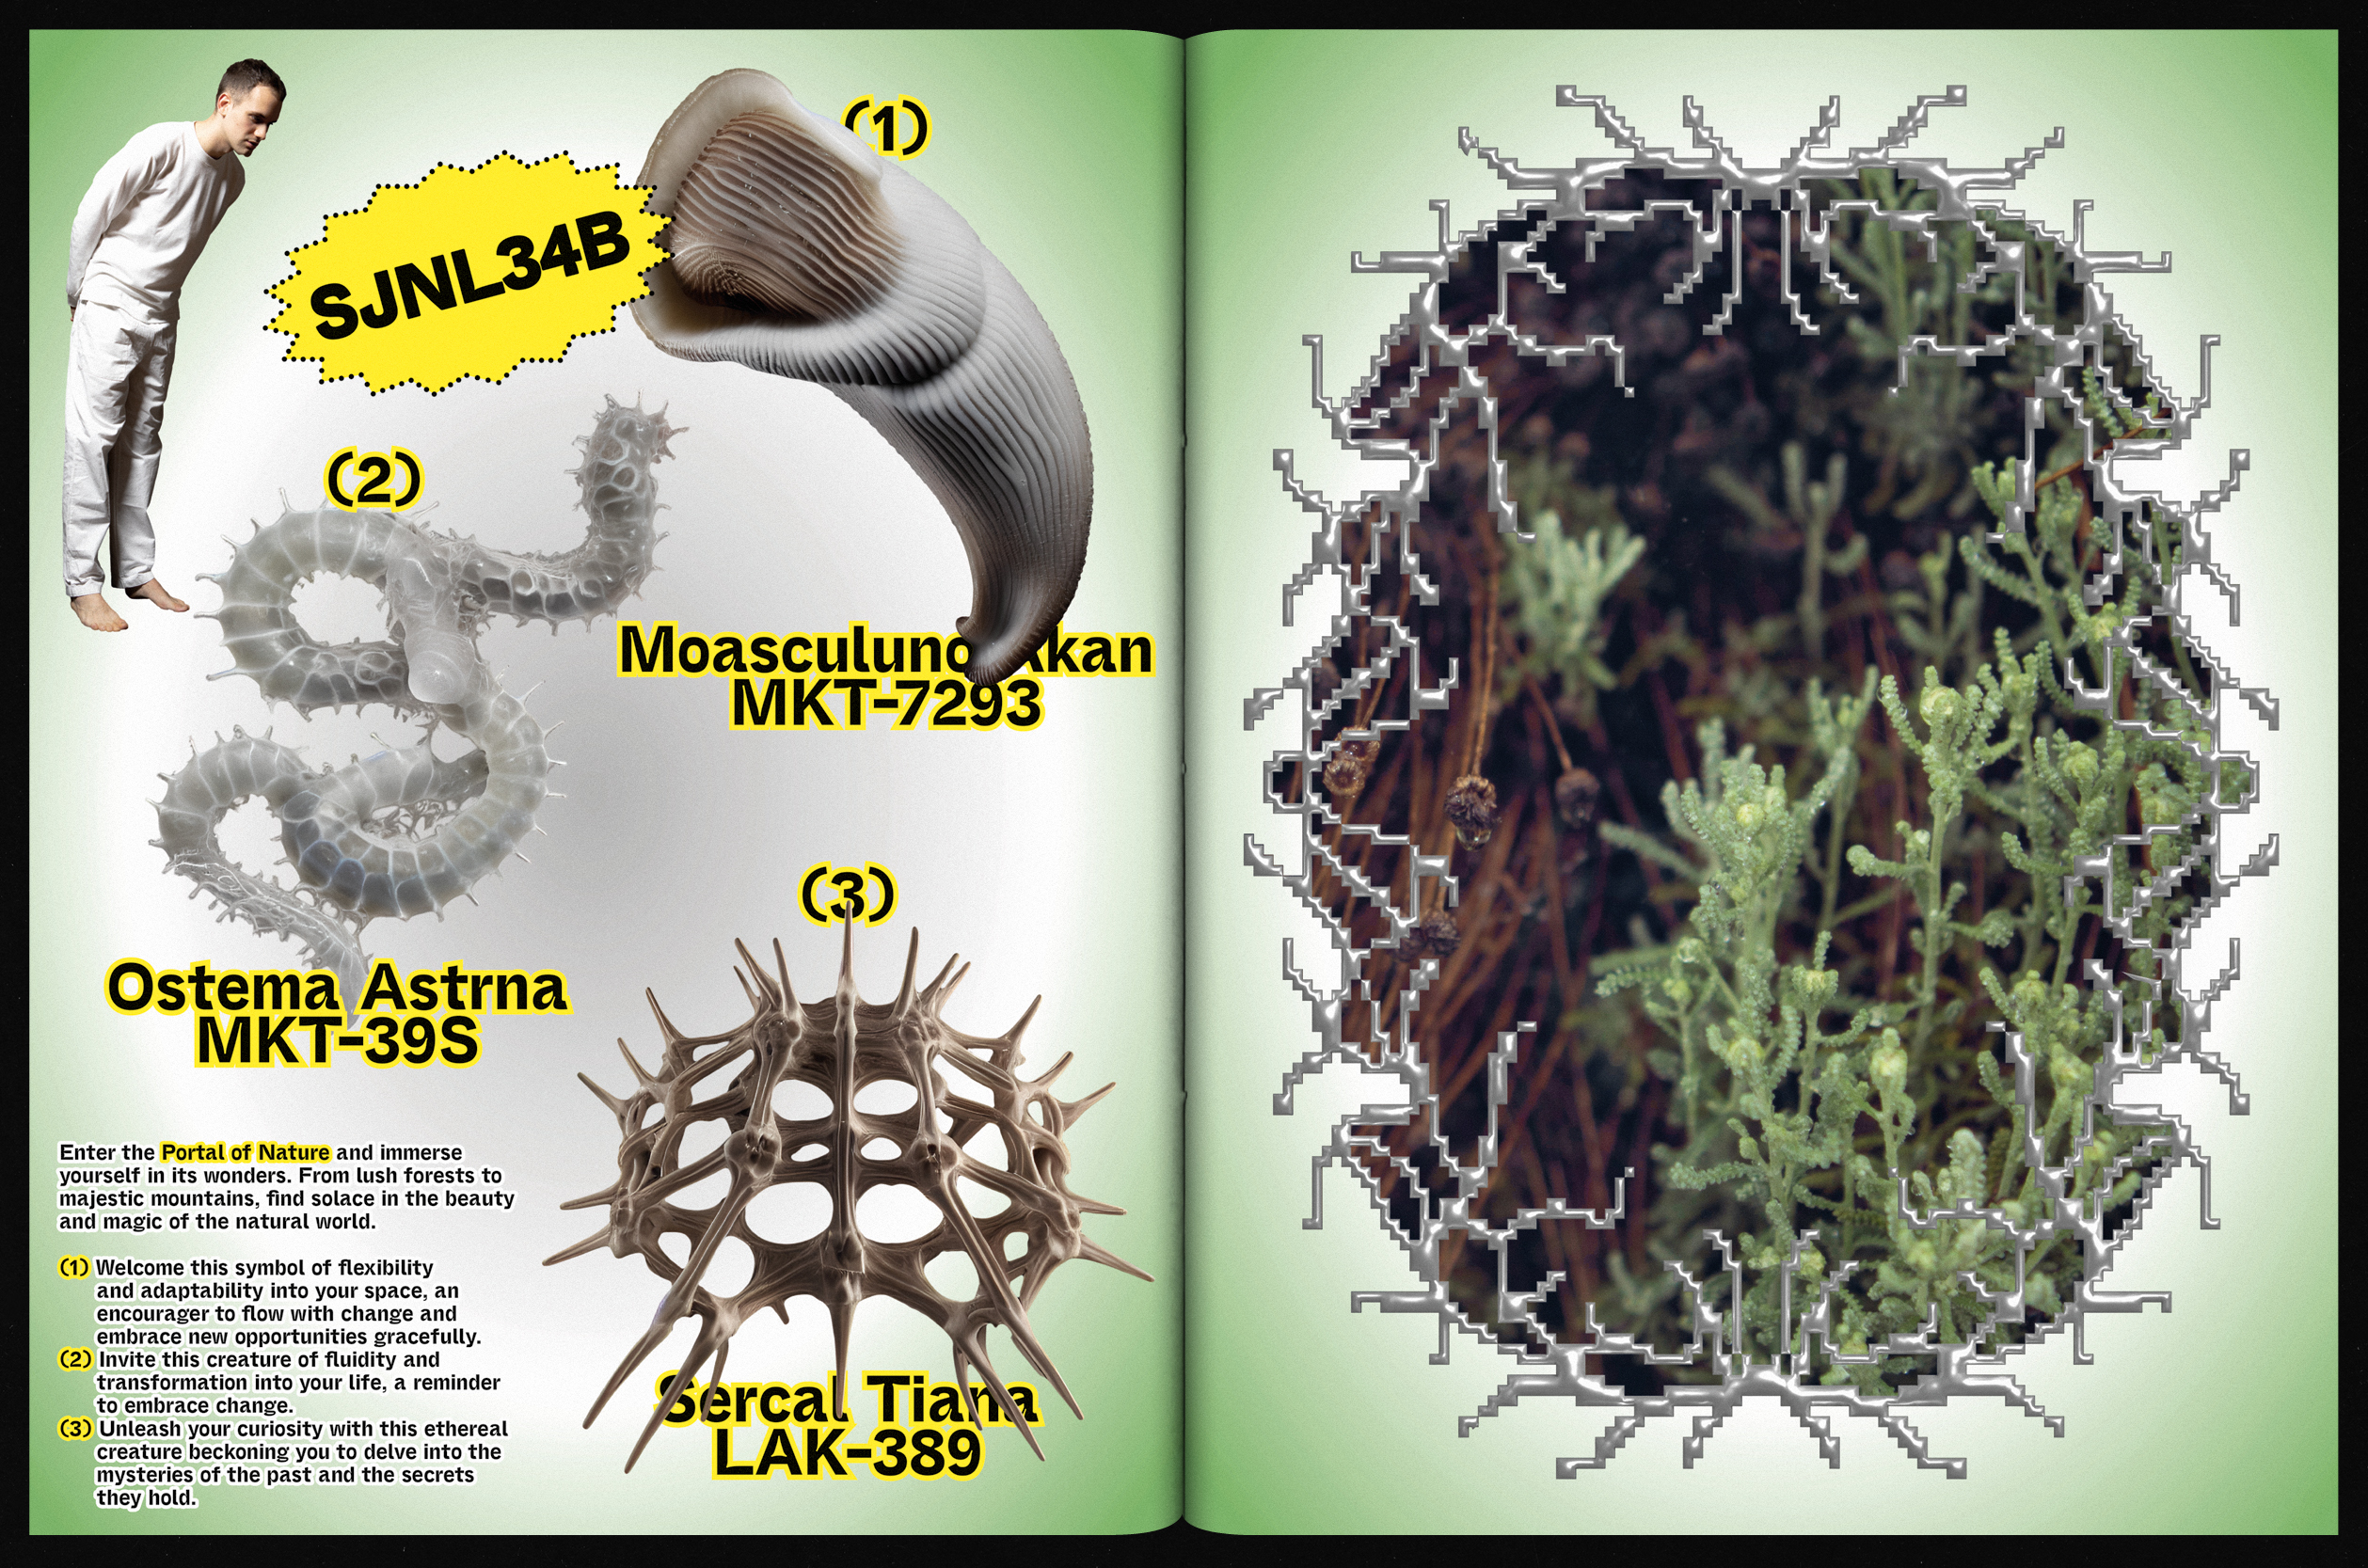 SJNL34B
(1)
Moasculuno Akan
MKT-7293
(2)
Ostema Astrna
MKT-39S
(3)
Sercal Tiana
LAK-389
Enter the Portal of Nature and immerse
yourself in its wonders. From lush forests to
majestic mountains, find solace in the beauty
and magic of the natural world.
(1) Welcome this symbol of flexibility
and adaptability into your space, an
encourager to flow with change and
embrace new opportunities gracefully.
(2) Invite this creature of fluidity and
transformation into your life, a reminder
to embrace change.
(3) Unleash your curiosity with this ethereal
creature beckoning you to delve into the
mysteries of the past and the secrets
they hold.